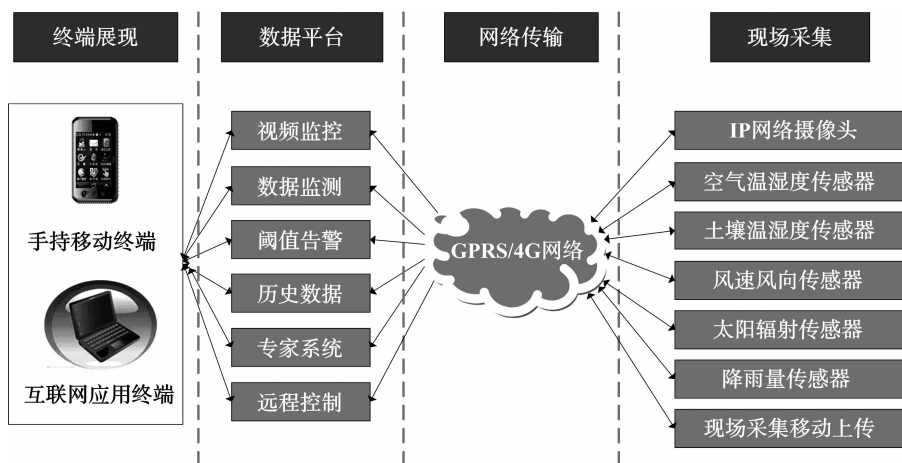 终端展现
数据平台
网络传输
现场采集
手持移动终端
互联网应用终端
视频监控
数据监测
阈值告警
历史数据
专家系统
远程控制
GPRS/4G网络
IP网络摄像头
空气温湿度传感器
土壤温湿度传感器
风速风向传感器
太阳辐射传感器
降雨量传感器
现场采集移动上传